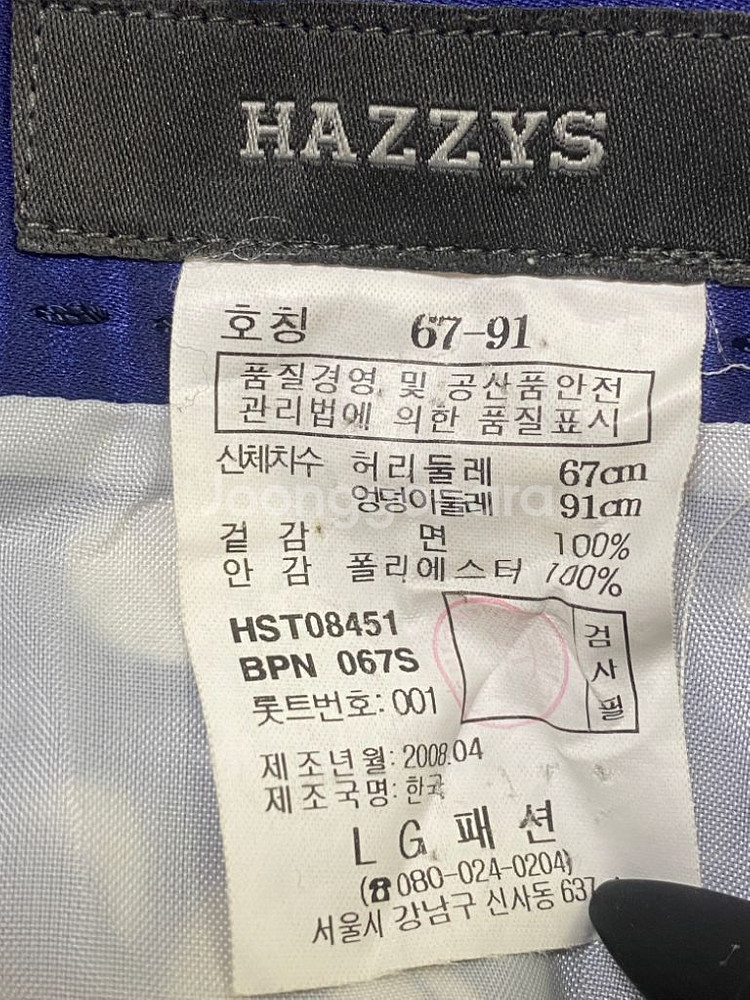 HAZZYS
호칭 67-91
품질경영 및 공산품안전
관리법에 의한 품질표시
신체치수 허리둘레 67cm
엉덩이둘레 91cm
겉감 면 100%
안감 폴리에스터 100%
HST08451
BPN 067S
검사필
롯트번호: 001
제조년월: 2008.04
제조국명: 한국
LG패션
(☎080-024-0204)
서울시 강남구 신사동 637